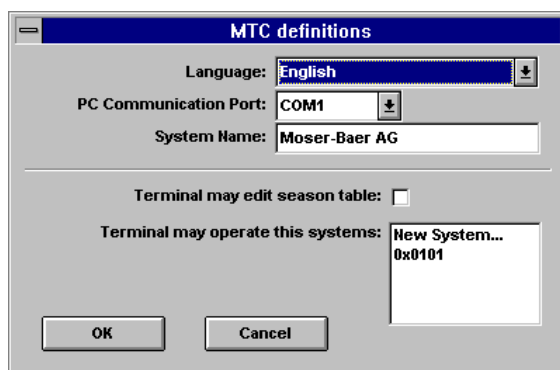 MTC definitions
Language: English
PC Communication Port: COM1
System Name: Moser-Baer AG
Terminal may edit season table:
Terminal may operate this systems: New System...
0x0101
OK Cancel